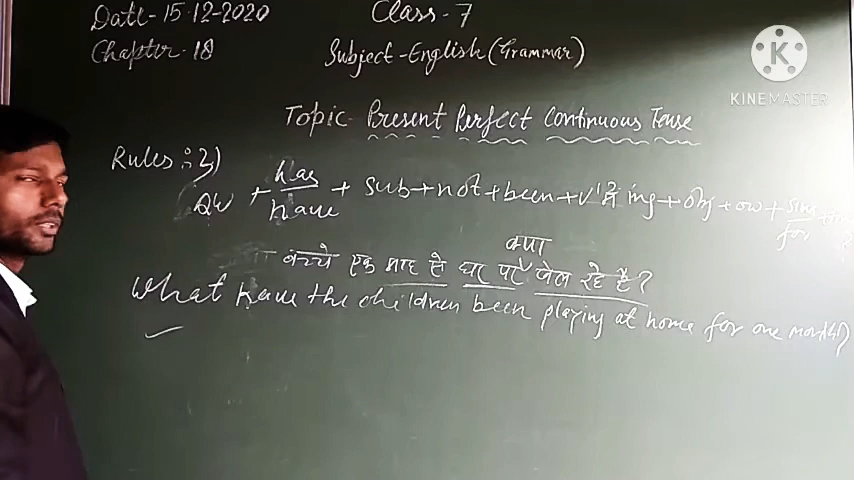 Date-15.12-2020 Class-7
Chapter-18 Subject-English(Grammar)
KINEMASTER
Topic-Present Perfect Continuous Tense
Rules: 2)
QW + has/have + sub+not+been+v¹ में ing+obj+ow+
for
क्या
बच्चे एक माह से घर पर खेल रहे है?
What have the children been playing at home for one month?